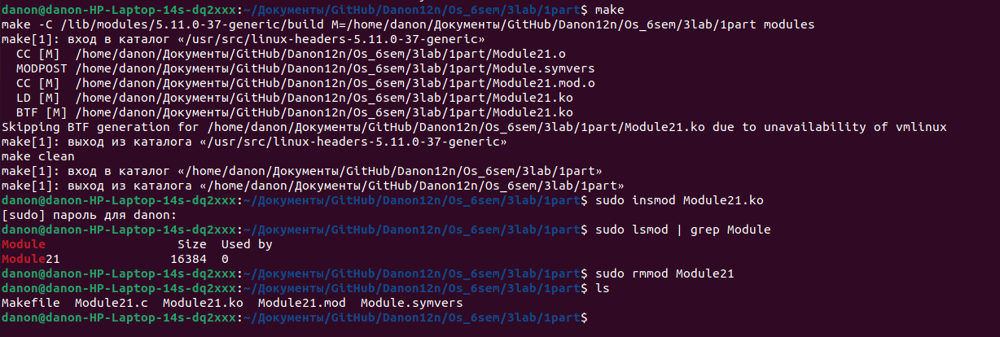 danon@danon-HP-Laptop-14s-dq2xxx:~/Документы/GitHub/Danon12n/Os_6sem/3lab/1part$ make
make -C /lib/modules/5.11.0-37-generic/build M=/home/danon/Документы/GitHub/Danon12n/Os_6sem/3lab/1part modules
make[1]: вход в каталог «/usr/src/linux-headers-5.11.0-37-generic»
  CC [M]  /home/danon/Документы/GitHub/Danon12n/Os_6sem/3lab/1part/Module21.o
  MODPOST /home/danon/Документы/GitHub/Danon12n/Os_6sem/3lab/1part/Module.symvers
  CC [M]  /home/danon/Документы/GitHub/Danon12n/Os_6sem/3lab/1part/Module21.mod.o
  LD [M]  /home/danon/Документы/GitHub/Danon12n/Os_6sem/3lab/1part/Module21.ko
  BTF [M] /home/danon/Документы/GitHub/Danon12n/Os_6sem/3lab/1part/Module21.ko
Skipping BTF generation for /home/danon/Документы/GitHub/Danon12n/Os_6sem/3lab/1part/Module21.ko due to unavailability of vmlinux
make[1]: выход из каталога «/usr/src/linux-headers-5.11.0-37-generic»
make clean
make[1]: вход в каталог «/home/danon/Документы/GitHub/Danon12n/Os_6sem/3lab/1part»
make[1]: выход из каталога «/home/danon/Документы/GitHub/Danon12n/Os_6sem/3lab/1part»
danon@danon-HP-Laptop-14s-dq2xxx:~/Документы/GitHub/Danon12n/Os_6sem/3lab/1part$ sudo insmod Module21.ko
[sudo] пароль для danon:
danon@danon-HP-Laptop-14s-dq2xxx:~/Документы/GitHub/Danon12n/Os_6sem/3lab/1part$ sudo lsmod | grep Module
Module                  Size  Used by
Module21               16384  0
danon@danon-HP-Laptop-14s-dq2xxx:~/Документы/GitHub/Danon12n/Os_6sem/3lab/1part$ sudo rmmod Module21
danon@danon-HP-Laptop-14s-dq2xxx:~/Документы/GitHub/Danon12n/Os_6sem/3lab/1part$ ls
Makefile  Module21.c  Module21.ko  Module21.mod  Module.symvers
danon@danon-HP-Laptop-14s-dq2xxx:~/Документы/GitHub/Danon12n/Os_6sem/3lab/1part$